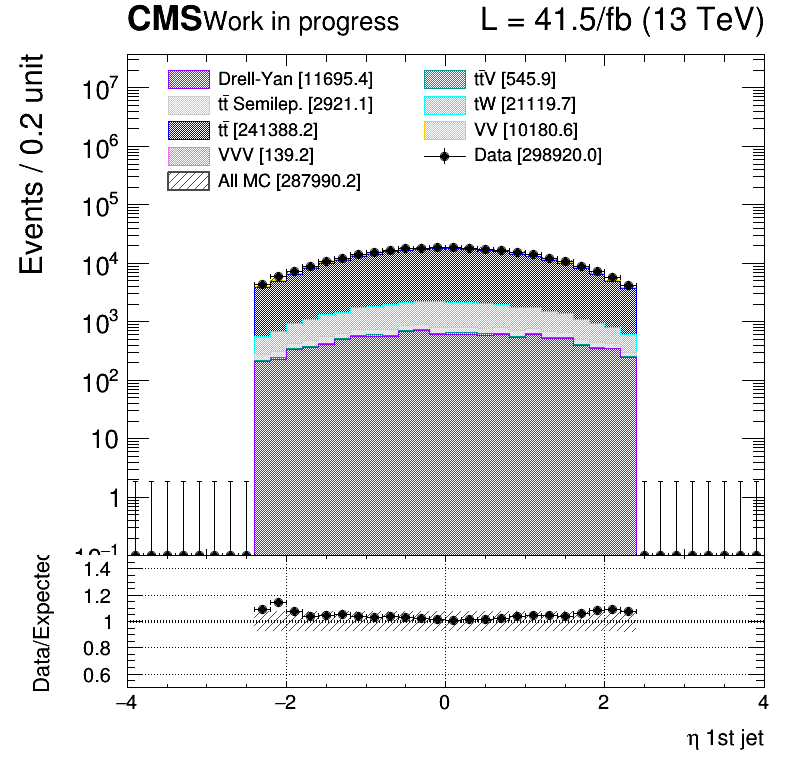 CMS Work in progress L = 41.5/fb (13 TeV)
Events / 0.2 unit
Drell-Yan [11695.4] tt̄V [545.9]
tt̄ Semilep. [2921.1] tW [21119.7]
tt̄ [241388.2] VV [10180.6]
VVV [139.2] Data [298920.0]
All MC [287990.2]
10⁷
10⁶
10⁵
10⁴
10³
10²
10
1
Data/Expected
1.4
1.2
1
0.8
0.6
−4 −2 0 2 4
η 1st jet